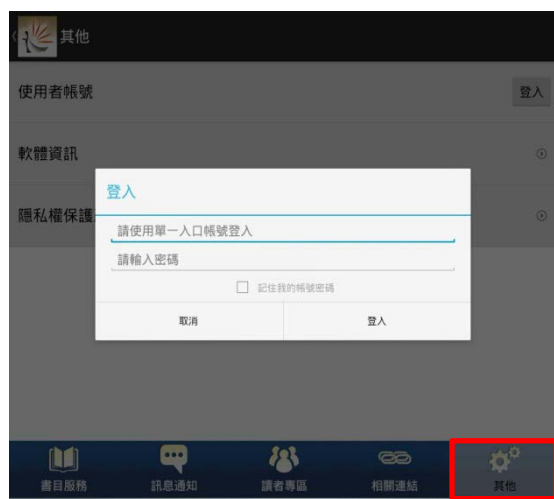 其他
使用者帳號 登入
軟體資訊
隱私權保護
登入
請使用單一入口帳號登入
請輸入密碼
記住我的帳號密碼
取消 登入
書目服務 訊息通知 讀者專區 相關連結 其他